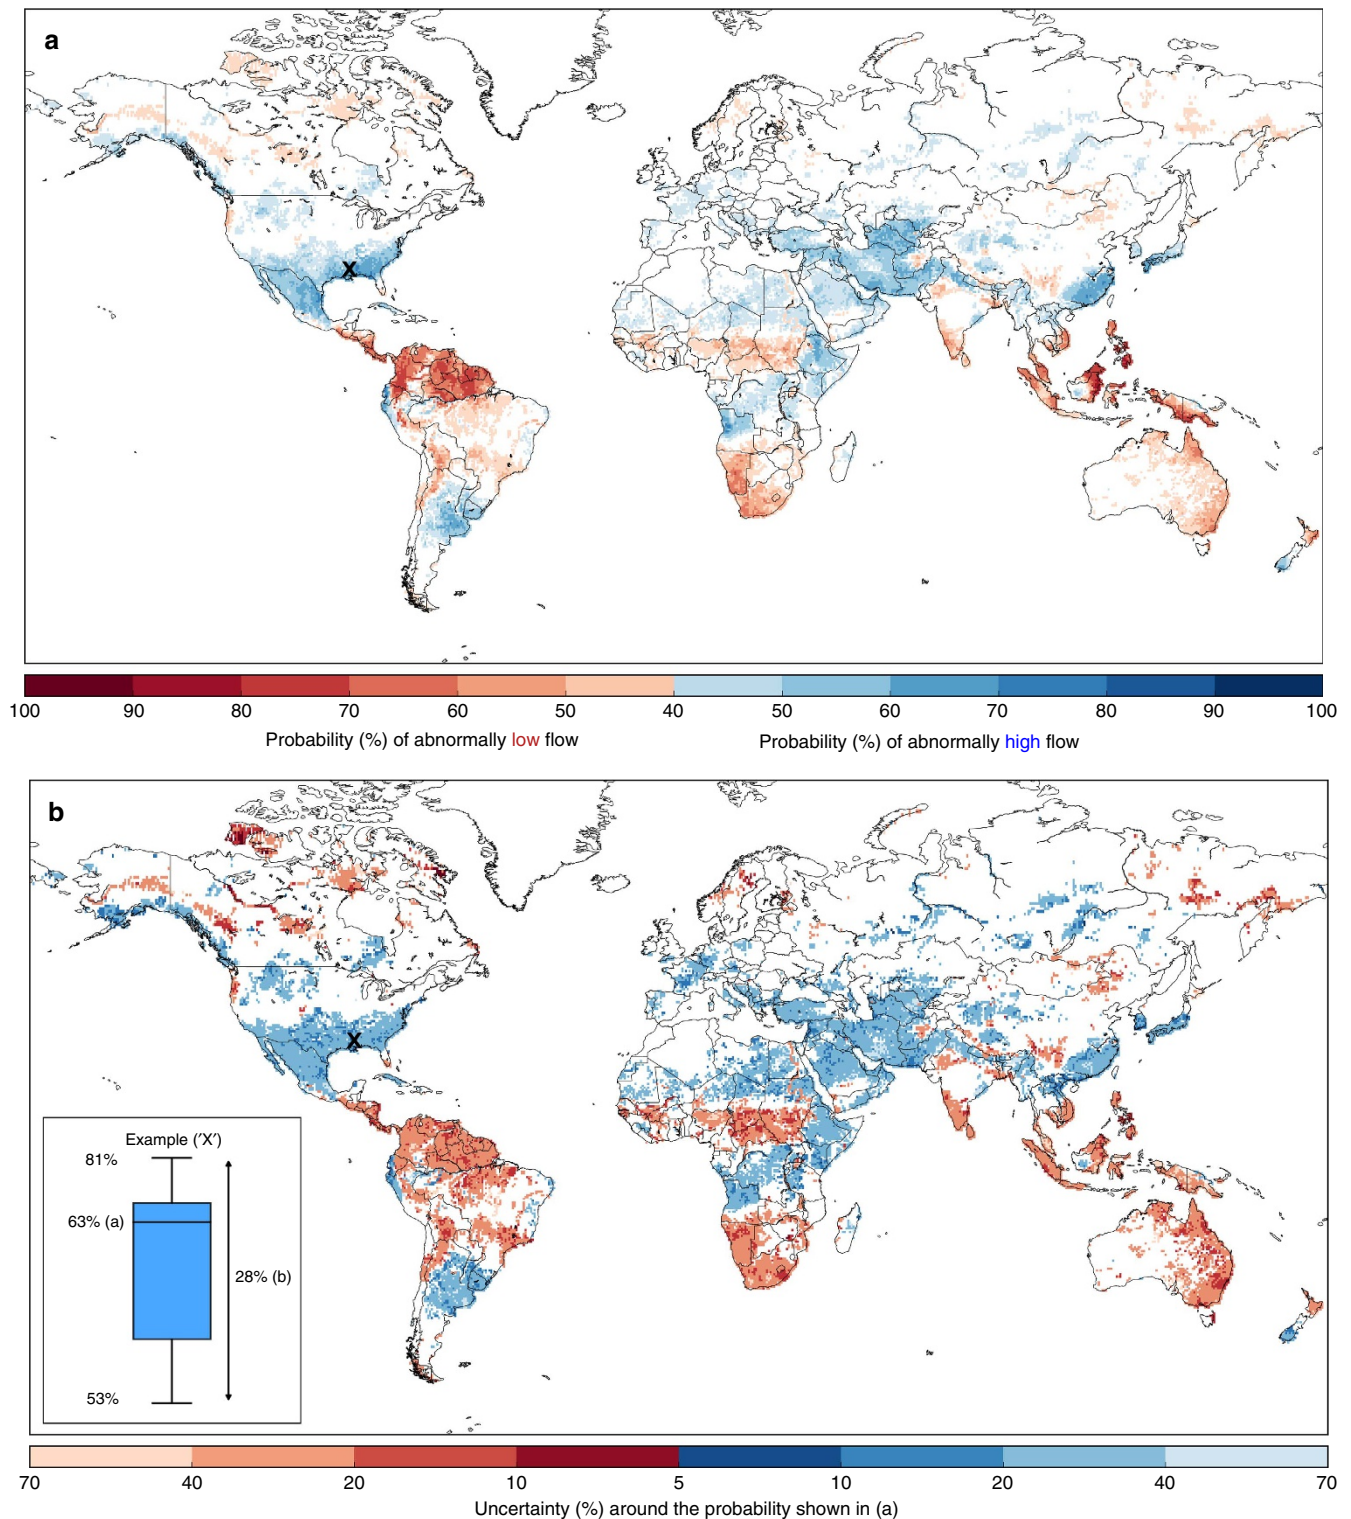 a
X
100 90 80 70 60 50 40 50 60 70 80 90 100
Probability (%) of abnormally low flow
Probability (%) of abnormally high flow
b
X
Example ('X')
81%
63% (a)
28% (b)
53%
70 40 20 10 5 10 20 40 70
Uncertainty (%) around the probability shown in (a)